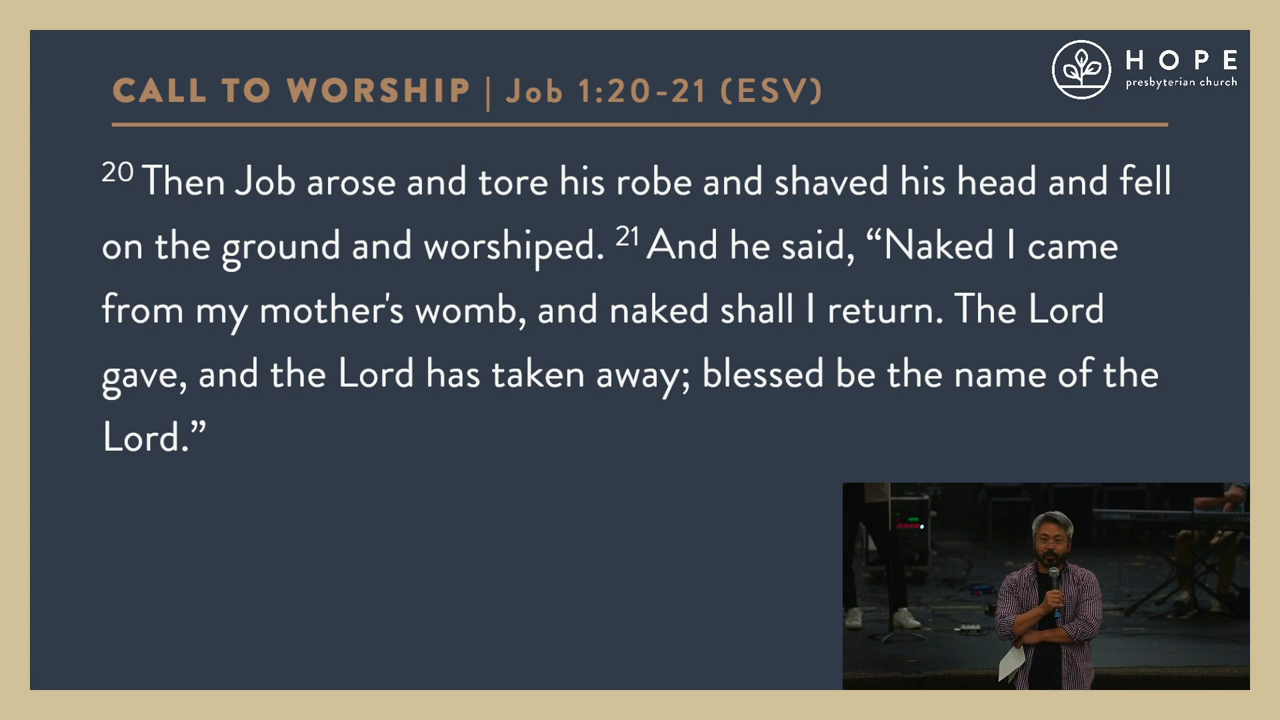 CALL TO WORSHIP | Job 1:20-21 (ESV)
HOPE
presbyterian church
20 Then Job arose and tore his robe and shaved his head and fell
on the ground and worshiped. 21 And he said, “Naked I came
from my mother's womb, and naked shall I return. The Lord
gave, and the Lord has taken away; blessed be the name of the
Lord.”